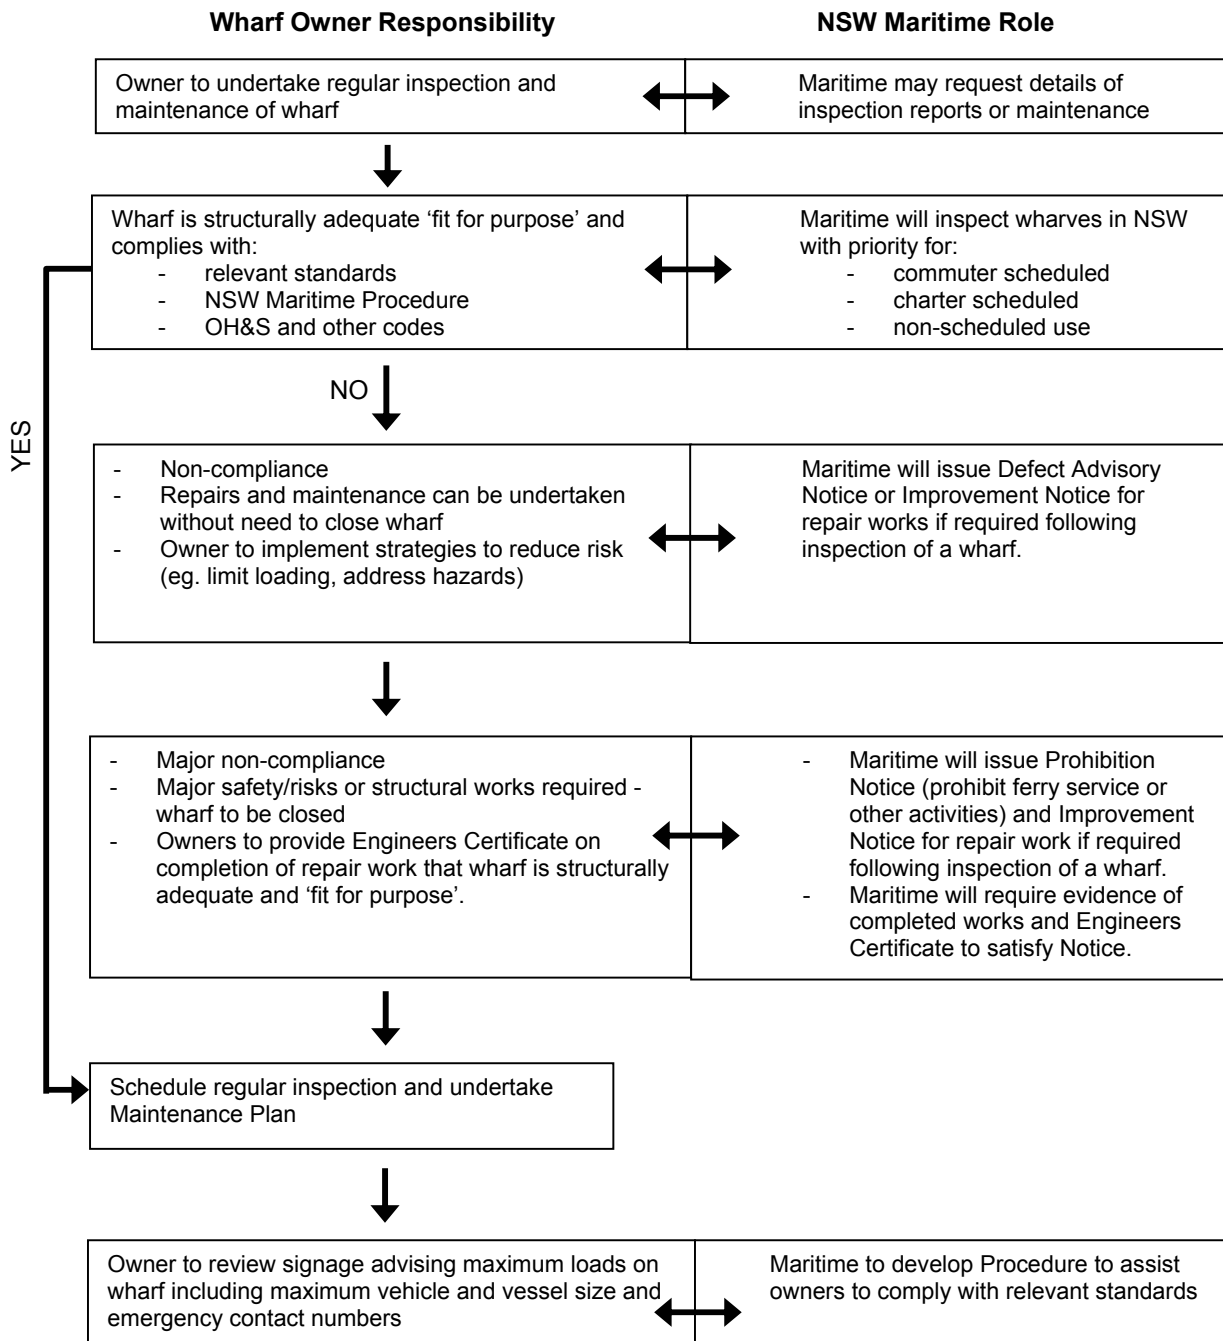 Wharf Owner Responsibility
NSW Maritime Role
Owner to undertake regular inspection and
maintenance of wharf
Maritime may request details of
inspection reports or maintenance
Wharf is structurally adequate ‘fit for purpose’ and
complies with:
- relevant standards
- NSW Maritime Procedure
- OH&S and other codes
Maritime will inspect wharves in NSW
with priority for:
- commuter scheduled
- charter scheduled
- non-scheduled use
NO
YES
- Non-compliance
- Repairs and maintenance can be undertaken
without need to close wharf
- Owner to implement strategies to reduce risk
(eg. limit loading, address hazards)
Maritime will issue Defect Advisory
Notice or Improvement Notice for
repair works if required following
inspection of a wharf.
- Major non-compliance
- Major safety/risks or structural works required -
wharf to be closed
- Owners to provide Engineers Certificate on
completion of repair work that wharf is structurally
adequate and ‘fit for purpose’.
- Maritime will issue Prohibition
Notice (prohibit ferry service or
other activities) and Improvement
Notice for repair work if required
following inspection of a wharf.
- Maritime will require evidence of
completed works and Engineers
Certificate to satisfy Notice.
Schedule regular inspection and undertake
Maintenance Plan
Owner to review signage advising maximum loads on
wharf including maximum vehicle and vessel size and
emergency contact numbers
Maritime to develop Procedure to assist
owners to comply with relevant standards